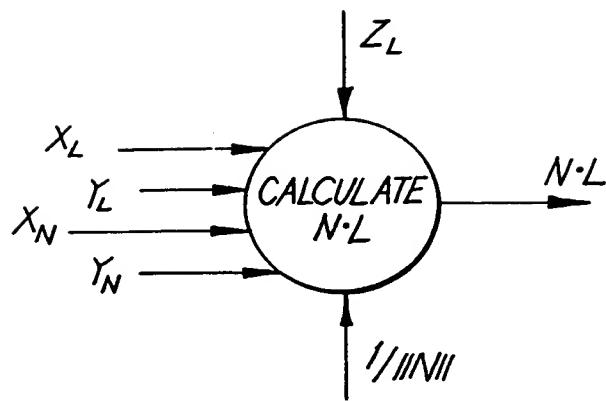 Z_L
X_L
Y_L
X_N
Y_N
CALCULATE
N·L
N·L
1/||N||